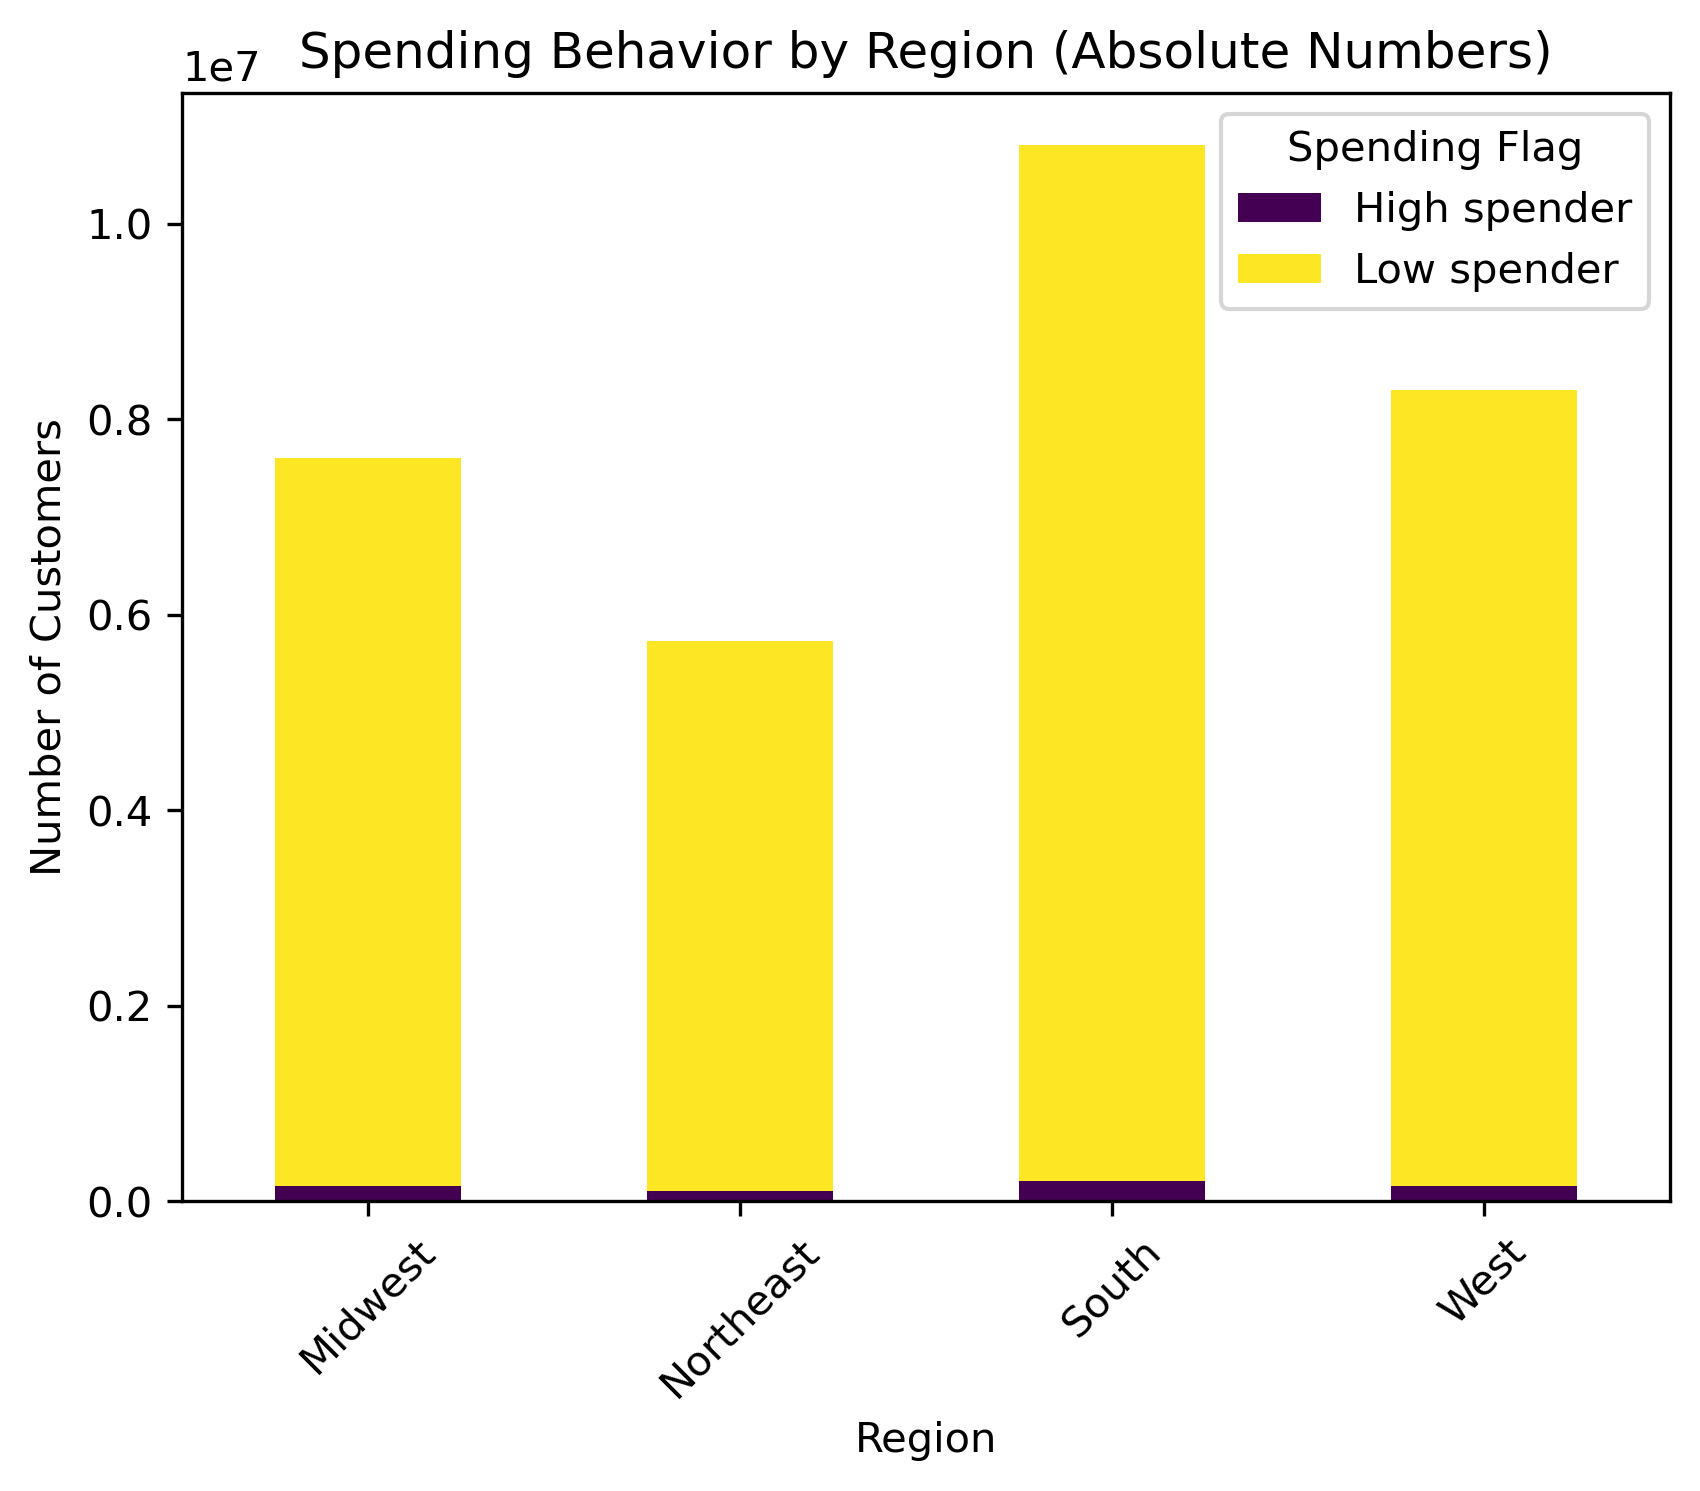 Spending Behavior by Region (Absolute Numbers)
1e7
Spending Flag
High spender
Low spender
Number of Customers
1.0
0.8
0.6
0.4
0.2
0.0
Midwest
Northeast
South
West
Region